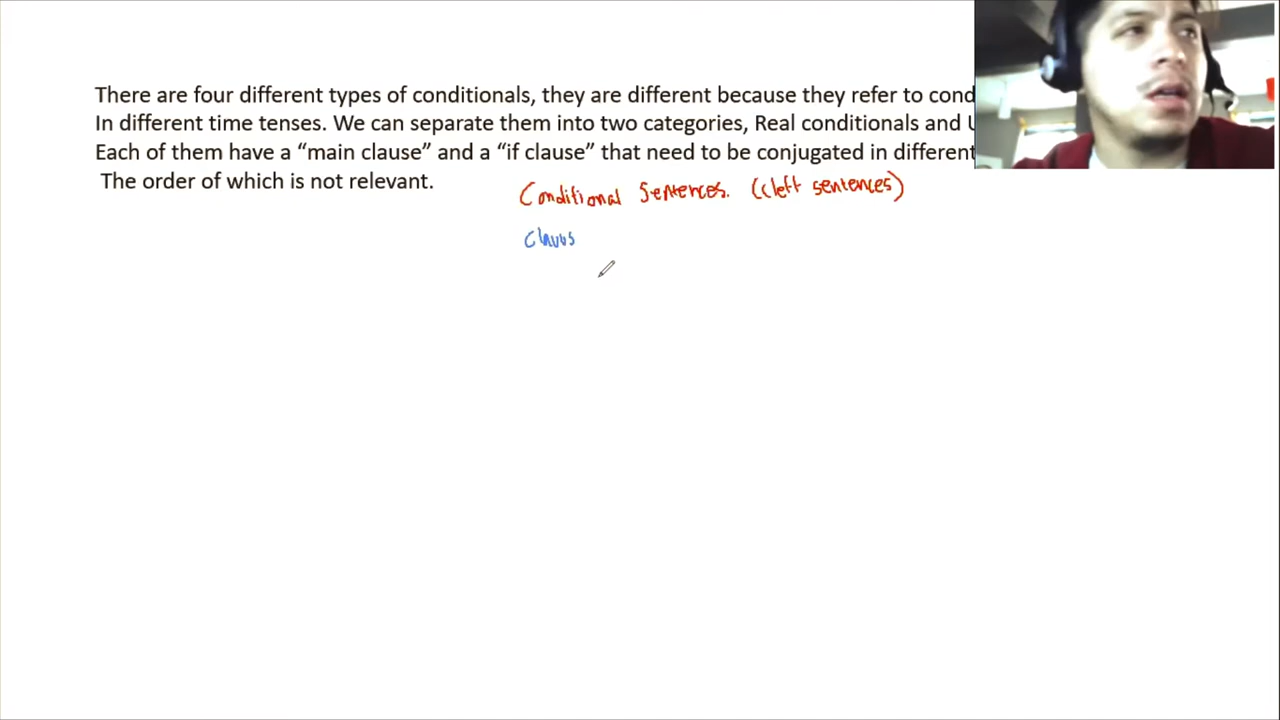 There are four different types of conditionals, they are different because they refer to cond
In different time tenses. We can separate them into two categories, Real conditionals and U
Each of them have a “main clause” and a “if clause” that need to be conjugated in different
The order of which is not relevant.
Conditional Sentences. (cleft sentences)
Claus